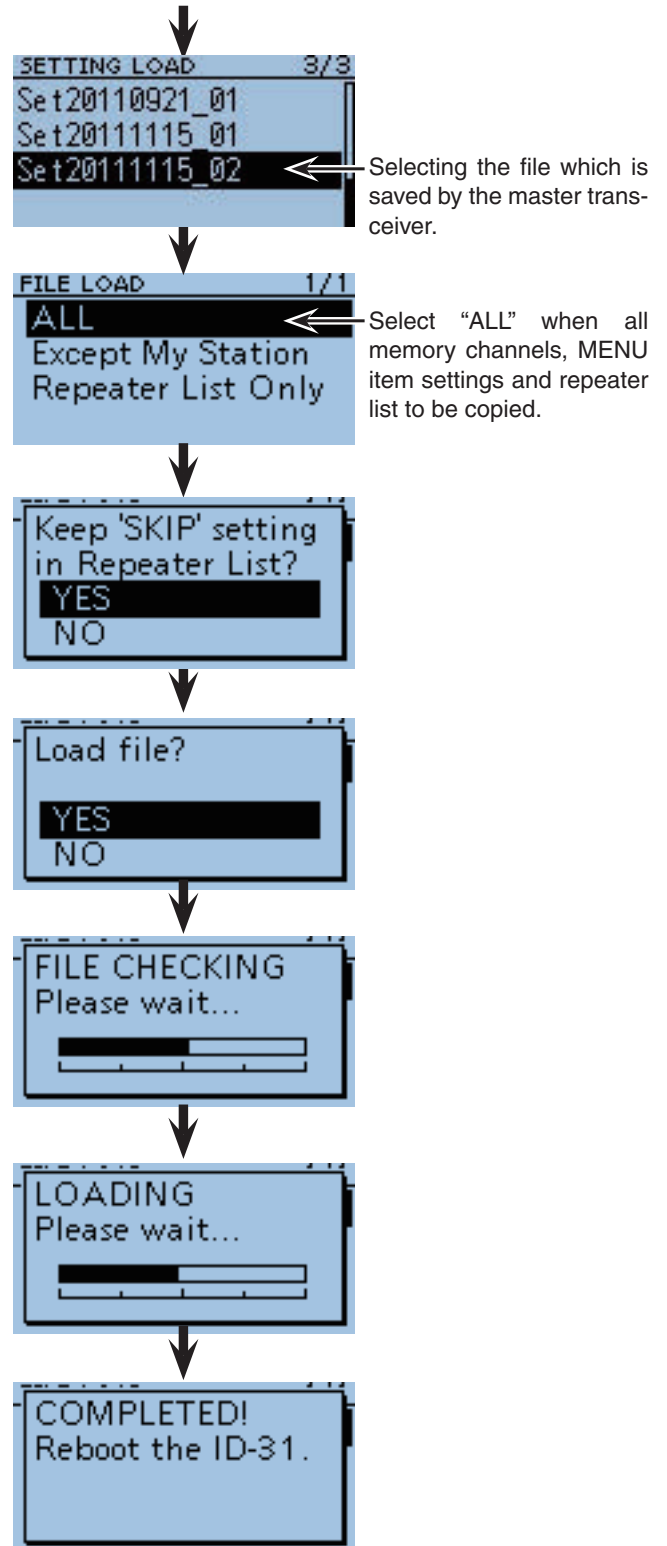 SETTING LOAD 3/3
Set20110921_01
Set20111115_01
Set20111115_02
Selecting the file which is
saved by the master trans-
ceiver.
FILE LOAD 1/1
ALL
Except My Station
Repeater List Only
Select “ALL” when all
memory channels, MENU
item settings and repeater
list to be copied.
Keep 'SKIP' setting
in Repeater List?
YES
NO
Load file?
YES
NO
FILE CHECKING
Please wait...
LOADING
Please wait...
COMPLETED!
Reboot the ID-31.